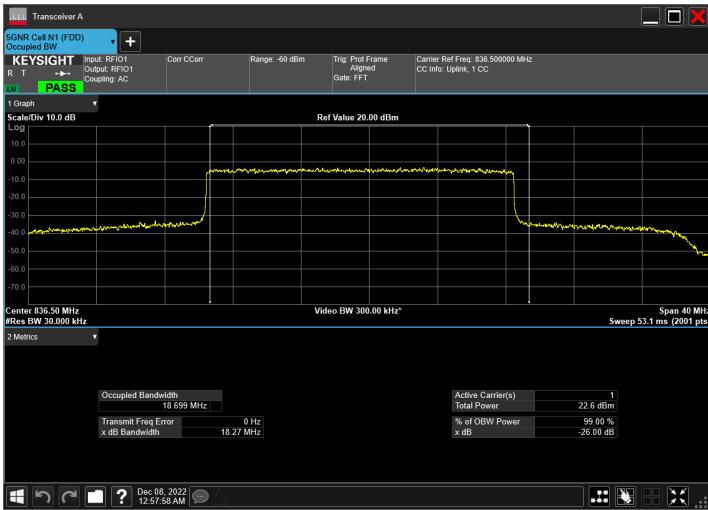 Transceiver A
5GNR Cell N1 (FDD)
Occupied BW
KEYSIGHT
R T
LXI
PASS
Input: RFIO1
Output: RFIO1
Coupling: AC
Corr CCorr
Range: -60 dBm
Trig: Prot Frame
Aligned
Gate: FFT
Carrier Ref Freq: 836.500000 MHz
CC Info: Uplink, 1 CC
1 Graph
Scale/Div 10.0 dB
Ref Value 20.00 dBm
Log
10.0
0.00
-10.0
-20.0
-30.0
-40.0
-50.0
-60.0
-70.0
Center 836.50 MHz
Video BW 300.00 kHz*
Span 40 MHz
#Res BW 30.000 kHz
Sweep 53.1 ms (2001 pts
2 Metrics
Occupied Bandwidth
18.699 MHz
Transmit Freq Error 0 Hz
x dB Bandwidth 18.27 MHz
Active Carrier(s) 1
Total Power 22.6 dBm
% of OBW Power 99.00 %
x dB -26.00 dB
?
Dec 08, 2022
12:57:58 AM